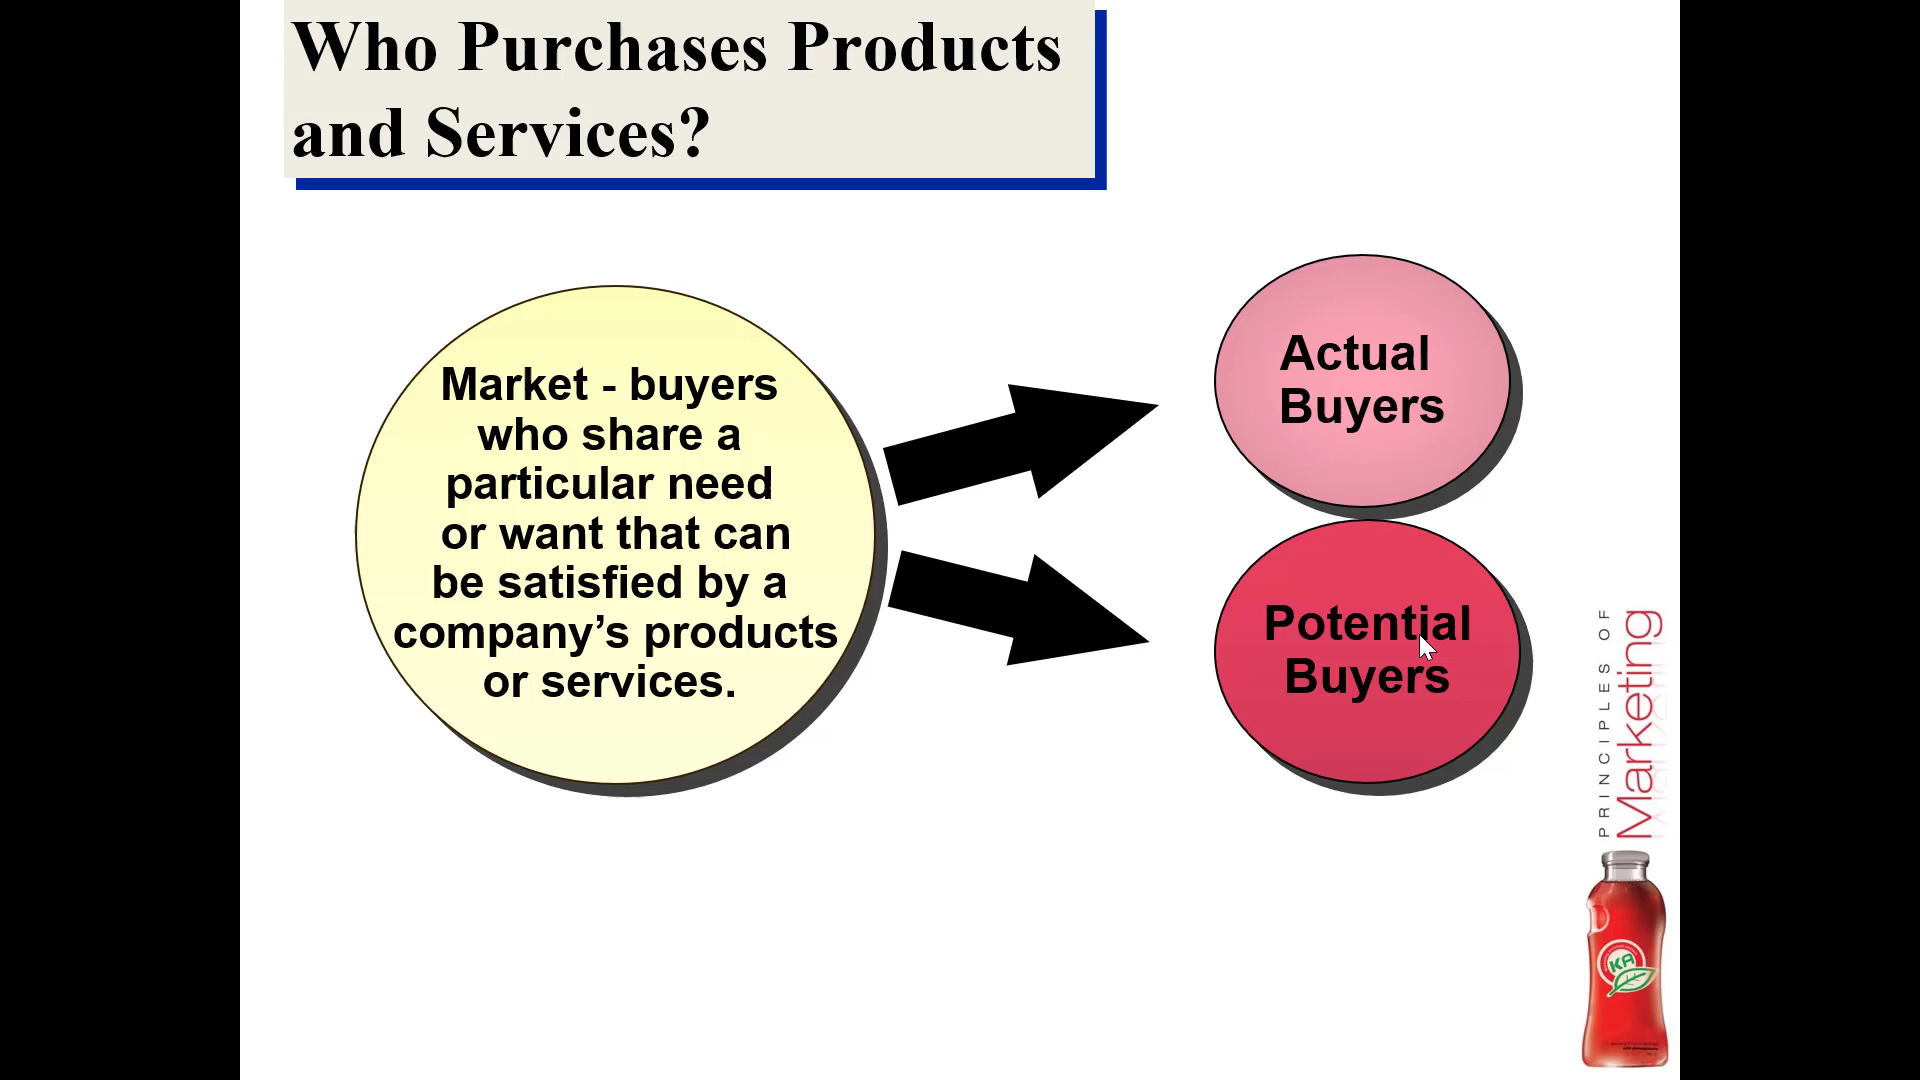 Who Purchases Products
and Services?
Market - buyers
who share a
particular need
or want that can
be satisfied by a
company’s products
or services.
Actual
Buyers
Potential
Buyers
PRINCIPLES OF
Marketing
KA